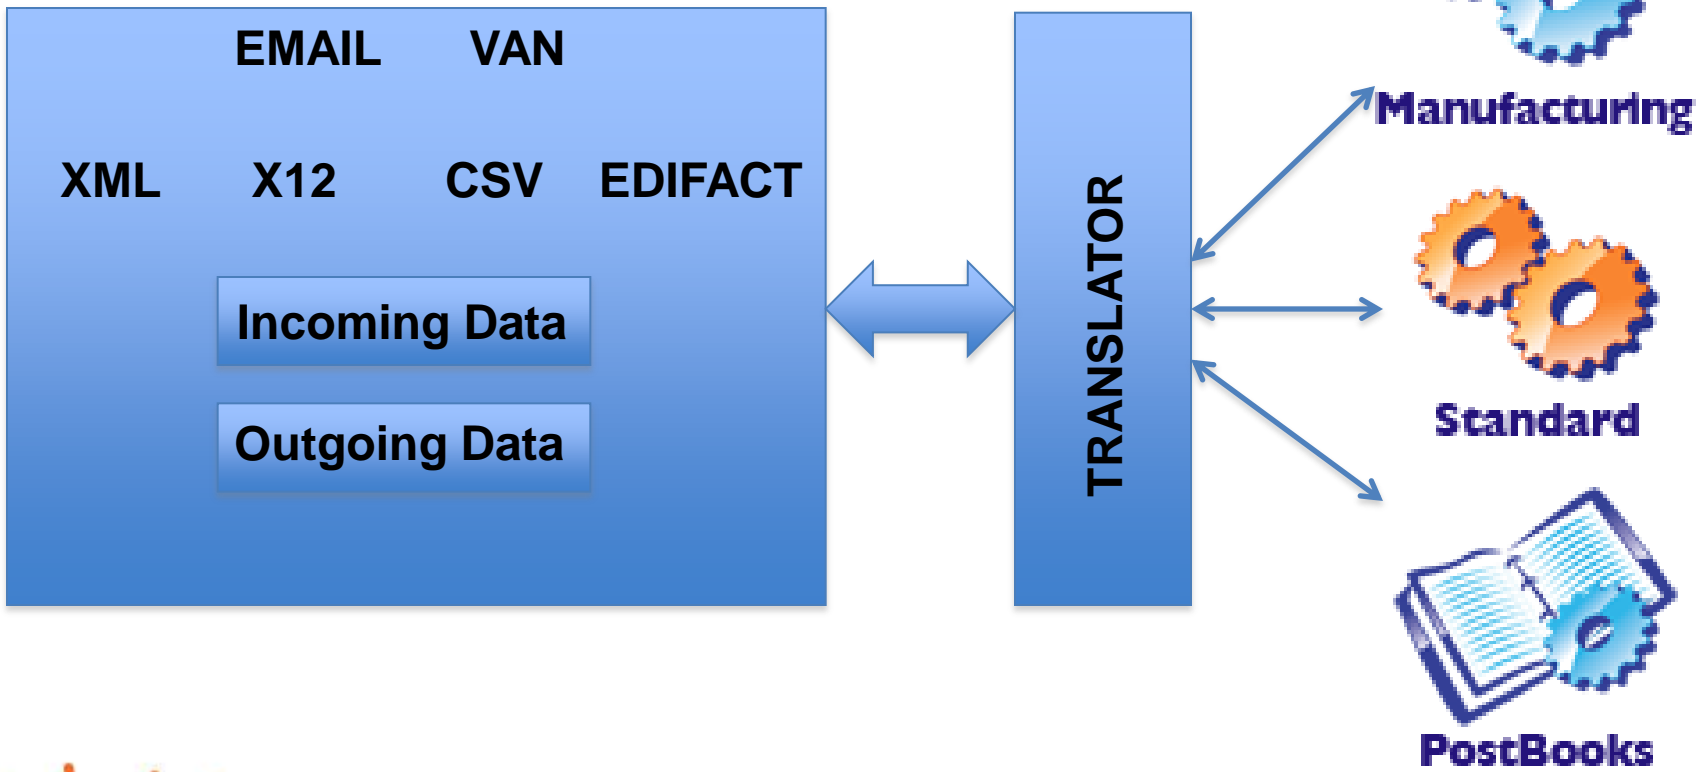 EMAIL VAN
XML X12 CSV EDIFACT
Incoming Data
Outgoing Data
TRANSLATOR
Manufacturing
Standard
PostBooks